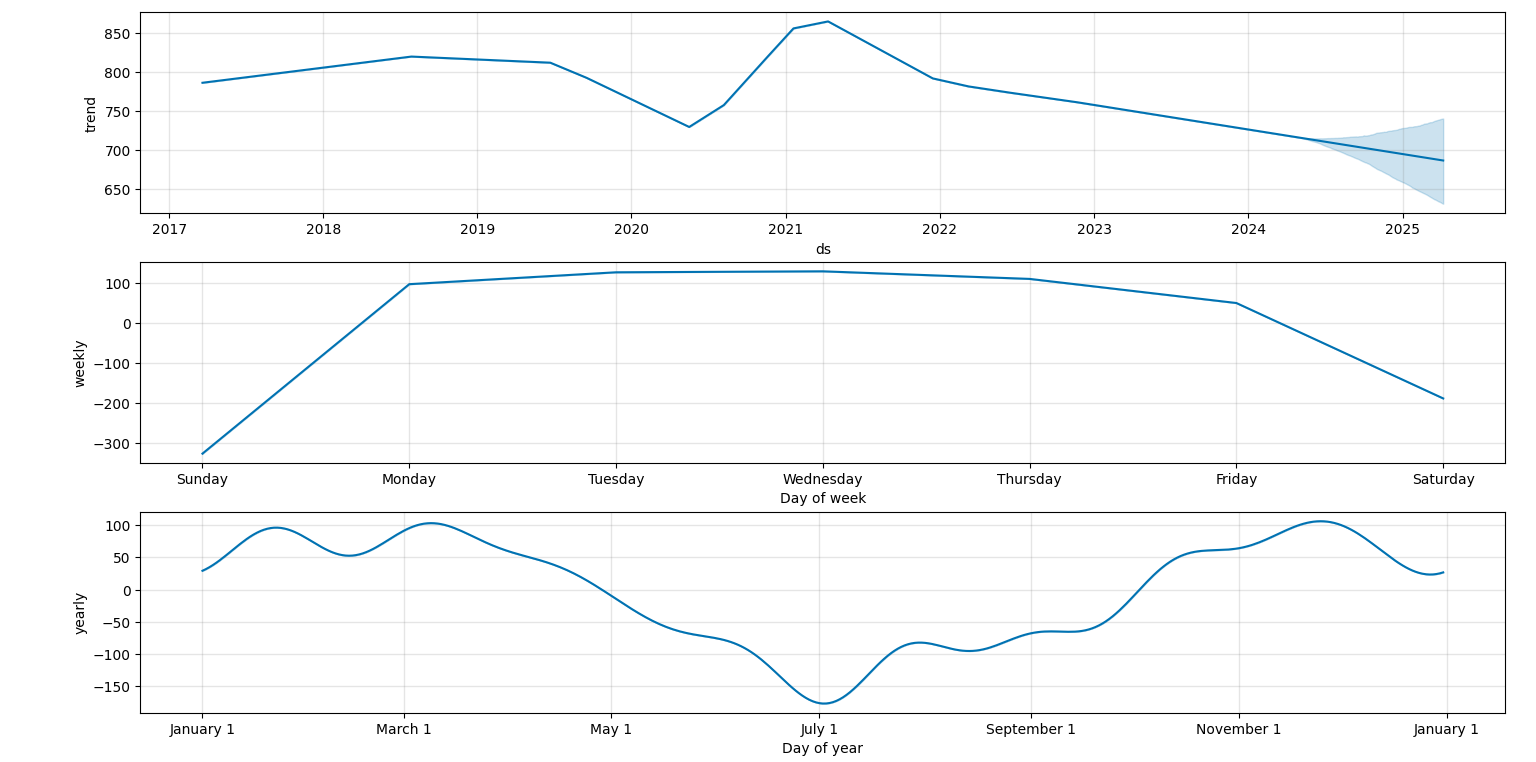 850
800
750
700
650
trend
2017 2018 2019 2020 2021 2022 2023 2024 2025
ds
100
0
−100
−200
−300
weekly
Sunday Monday Tuesday Wednesday Thursday Friday Saturday
Day of week
100
50
0
−50
−100
−150
yearly
January 1 March 1 May 1 July 1 September 1 November 1 January 1
Day of year